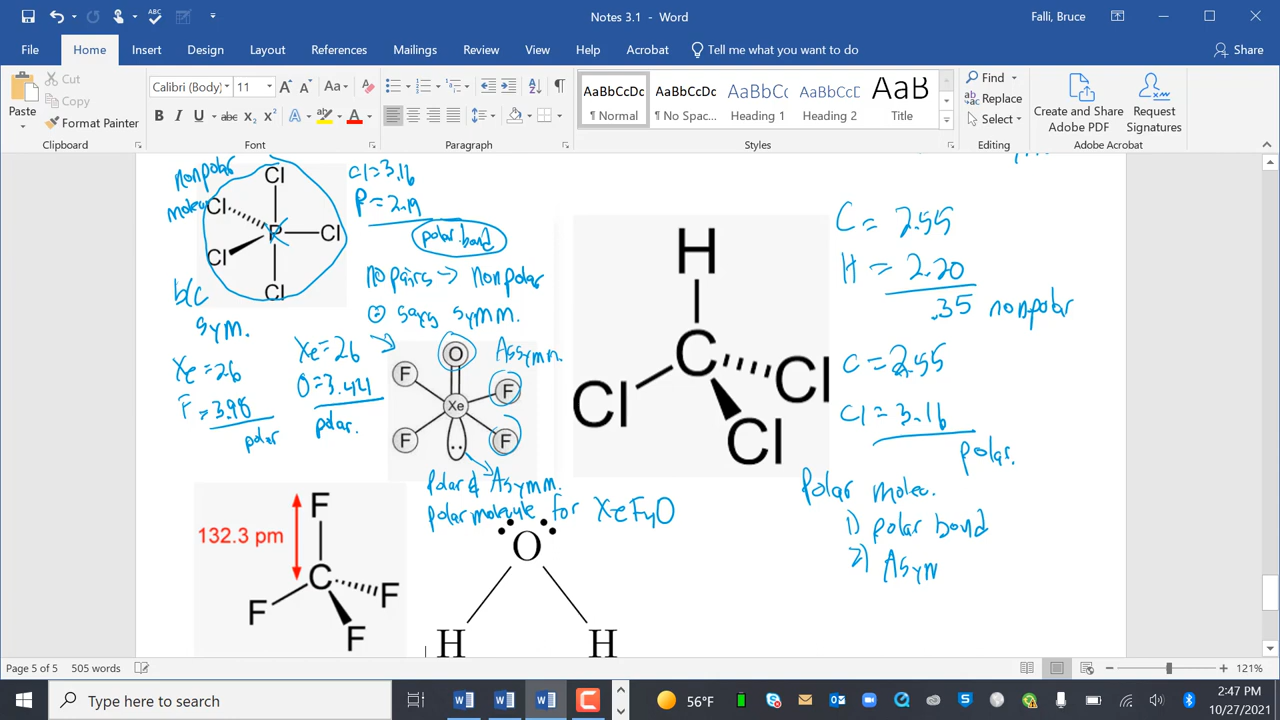 Notes 3.1 - Word
Falli, Bruce
File Home Insert Design Layout References Mailings Review View Help Acrobat Tell me what you want to do Share
Paste
Cut
Copy
Format Painter
Clipboard
Calibri (Body) 11
Font
Paragraph
AaBbCcDc ¶ Normal
AaBbCcDc ¶ No Spac...
AaBbCc Heading 1
AaBbCcD Heading 2
AaB Title
Styles
Find
Replace
Select
Editing
Create and Share Adobe PDF
Request Signatures
Adobe Acrobat
nonpolar
Cl
Cl
P
Cl
Cl
Cl
b/c
sym.
Cl = 3.16
P = 2.19
polar bond
no pairs → nonpolar
says symm.
Xe = 26
F = 3.98
polar
Xe = 26
O = 3.44
polar.
Assymm.
O
F
F
Xe
F
F
polar & Asymm.
polar molecule for XeF4O
132.3 pm
F
C
F
F
F
O
H
H
H
C
Cl
Cl
Cl
C = 2.55
H = 2.20
.35 nonpolar
C = 2.55
Cl = 3.16
polar.
Polar molec.
1) polar bond
2) Asym
Page 5 of 5 505 words
121%
Type here to search
56°F
2:47 PM
10/27/2021